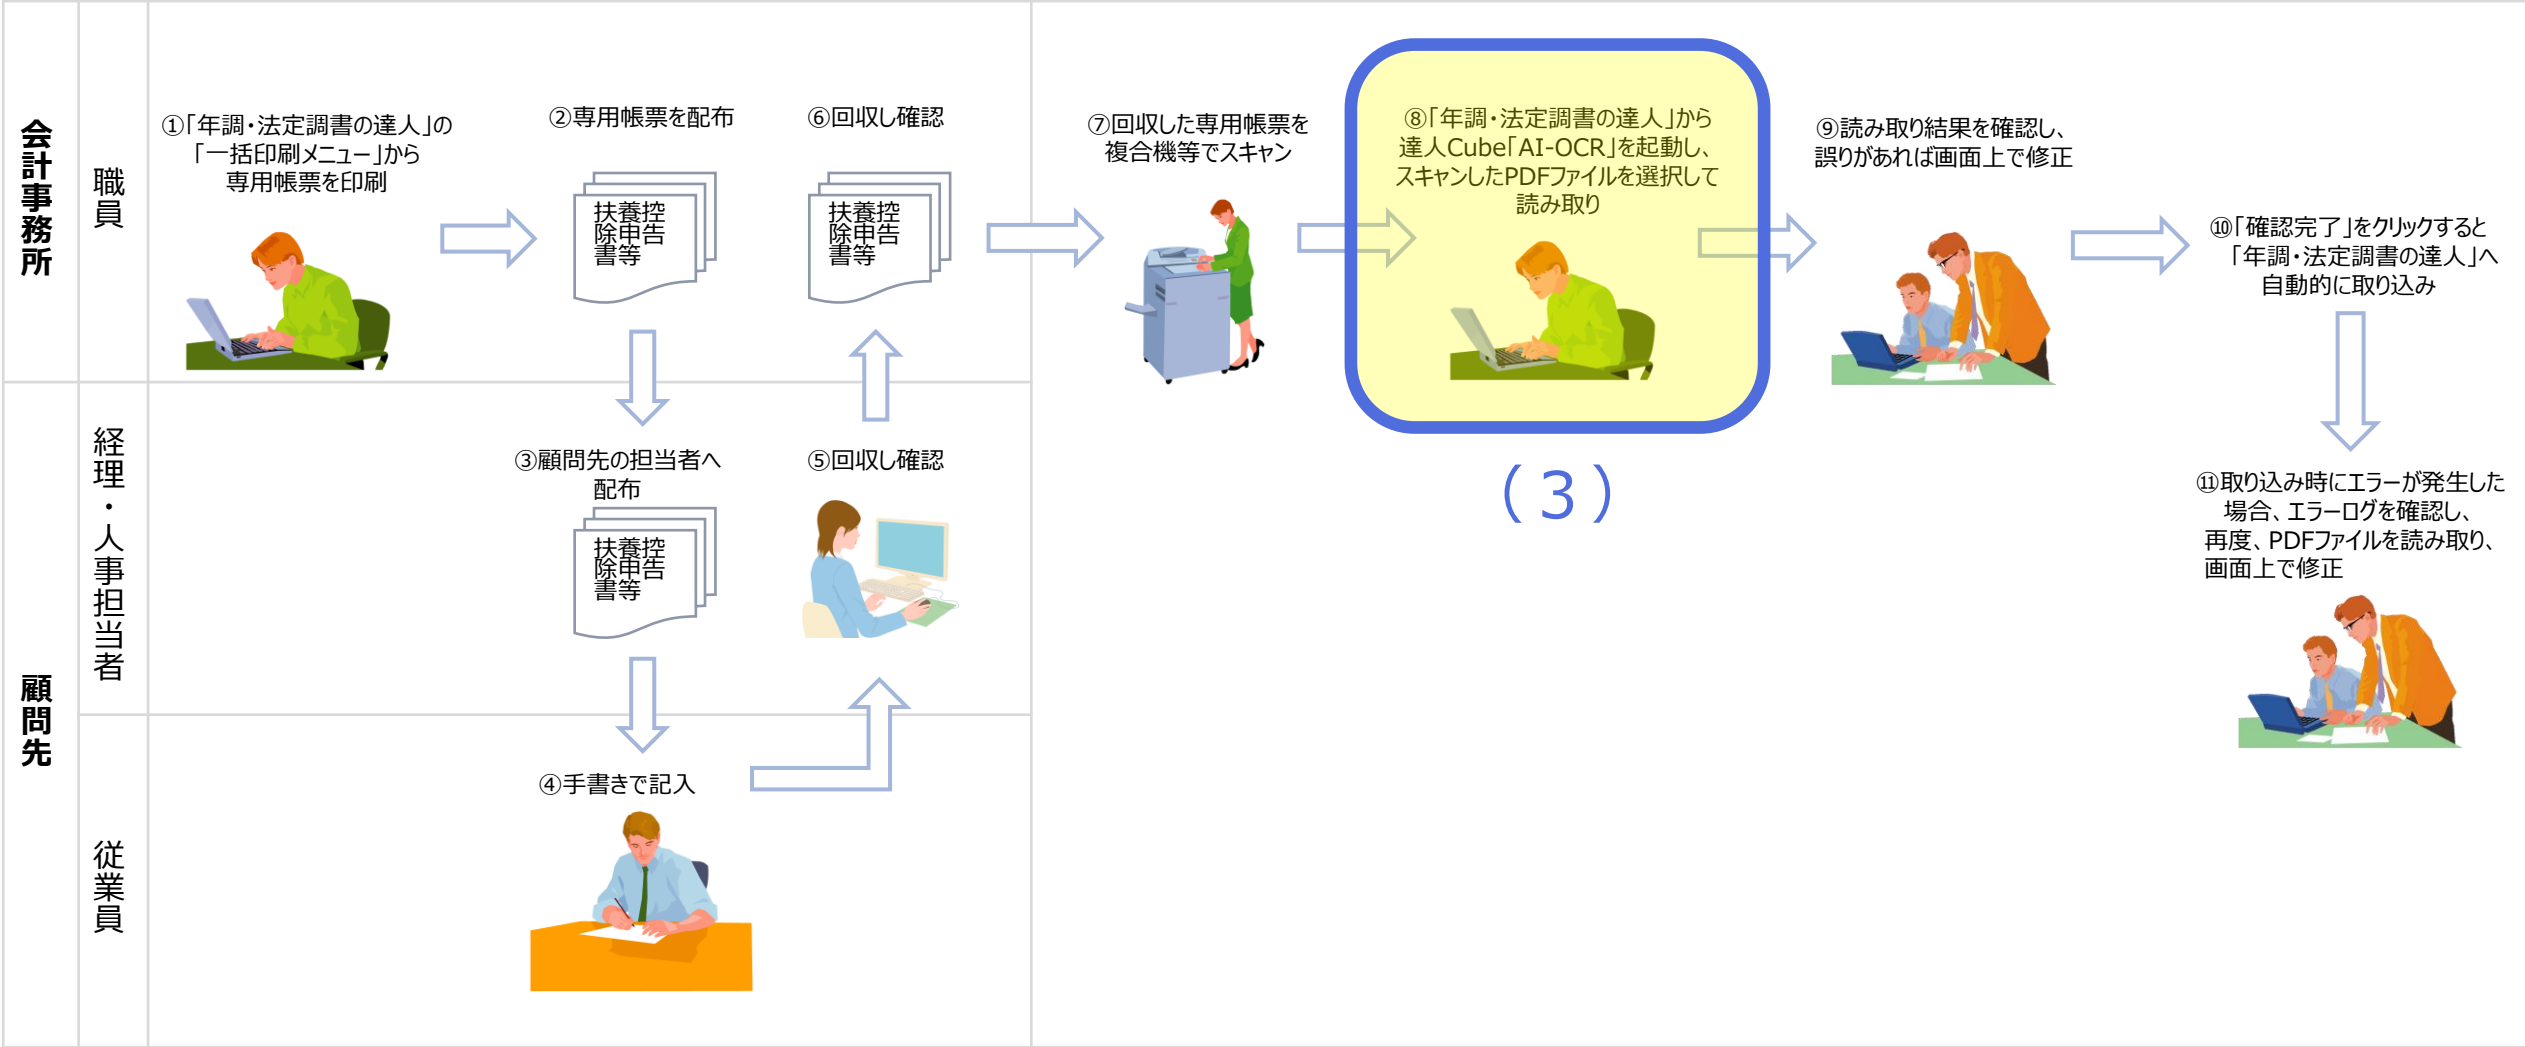 会計事務所
職員
①「年調・法定調書の達人」の
「一括印刷メニュー」から
専用帳票を印刷
②専用帳票を配布
扶養控
除申告
書等
⑥回収し確認
扶養控
除申告
書等
⑦回収した専用帳票を
複合機等でスキャン
⑧「年調・法定調書の達人」から
達人Cube「AI-OCR」を起動し、
スキャンしたPDFファイルを選択して
読み取り
（3）
⑨読み取り結果を確認し、
誤りがあれば画面上で修正
⑩「確認完了」をクリックすると
「年調・法定調書の達人」へ
自動的に取り込み
⑪取り込み時にエラーが発生した
場合、エラーログを確認し、
再度、PDFファイルを読み取り、
画面上で修正
顧問先
経理・人事担当者
③顧問先の担当者へ
配布
扶養控
除申告
書等
⑤回収し確認
従業員
④手書きで記入